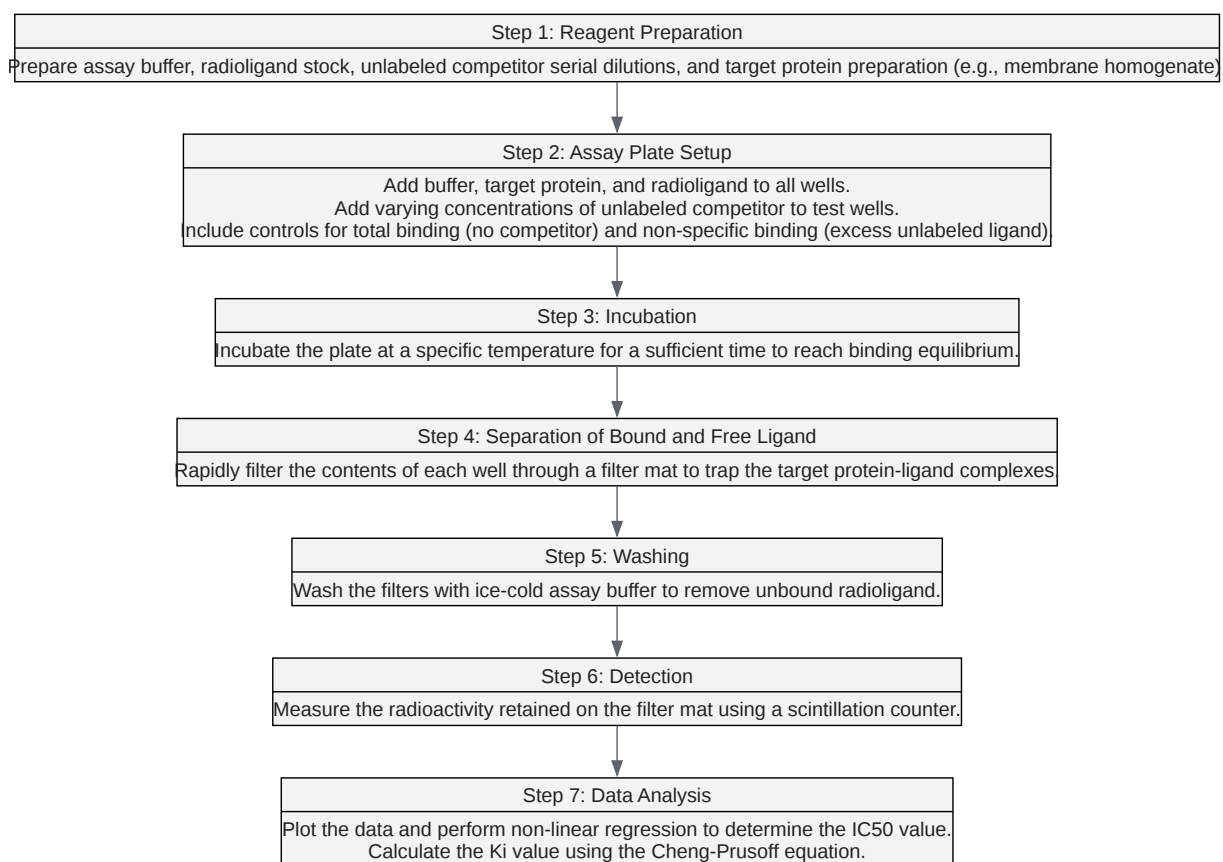 Step 1: Reagent Preparation
Prepare assay buffer, radioligand stock, unlabeled competitor serial dilutions, and target protein preparation (e.g., membrane homogenate)
Step 2: Assay Plate Setup
Add buffer, target protein, and radioligand to all wells.
Add varying concentrations of unlabeled competitor to test wells.
Include controls for total binding (no competitor) and non-specific binding (excess unlabeled ligand).
Step 3: Incubation
Incubate the plate at a specific temperature for a sufficient time to reach binding equilibrium.
Step 4: Separation of Bound and Free Ligand
Rapidly filter the contents of each well through a filter mat to trap the target protein-ligand complexes.
Step 5: Washing
Wash the filters with ice-cold assay buffer to remove unbound radioligand.
Step 6: Detection
Measure the radioactivity retained on the filter mat using a scintillation counter.
Step 7: Data Analysis
Plot the data and perform non-linear regression to determine the IC50 value.
Calculate the Ki value using the Cheng-Prusoff equation.